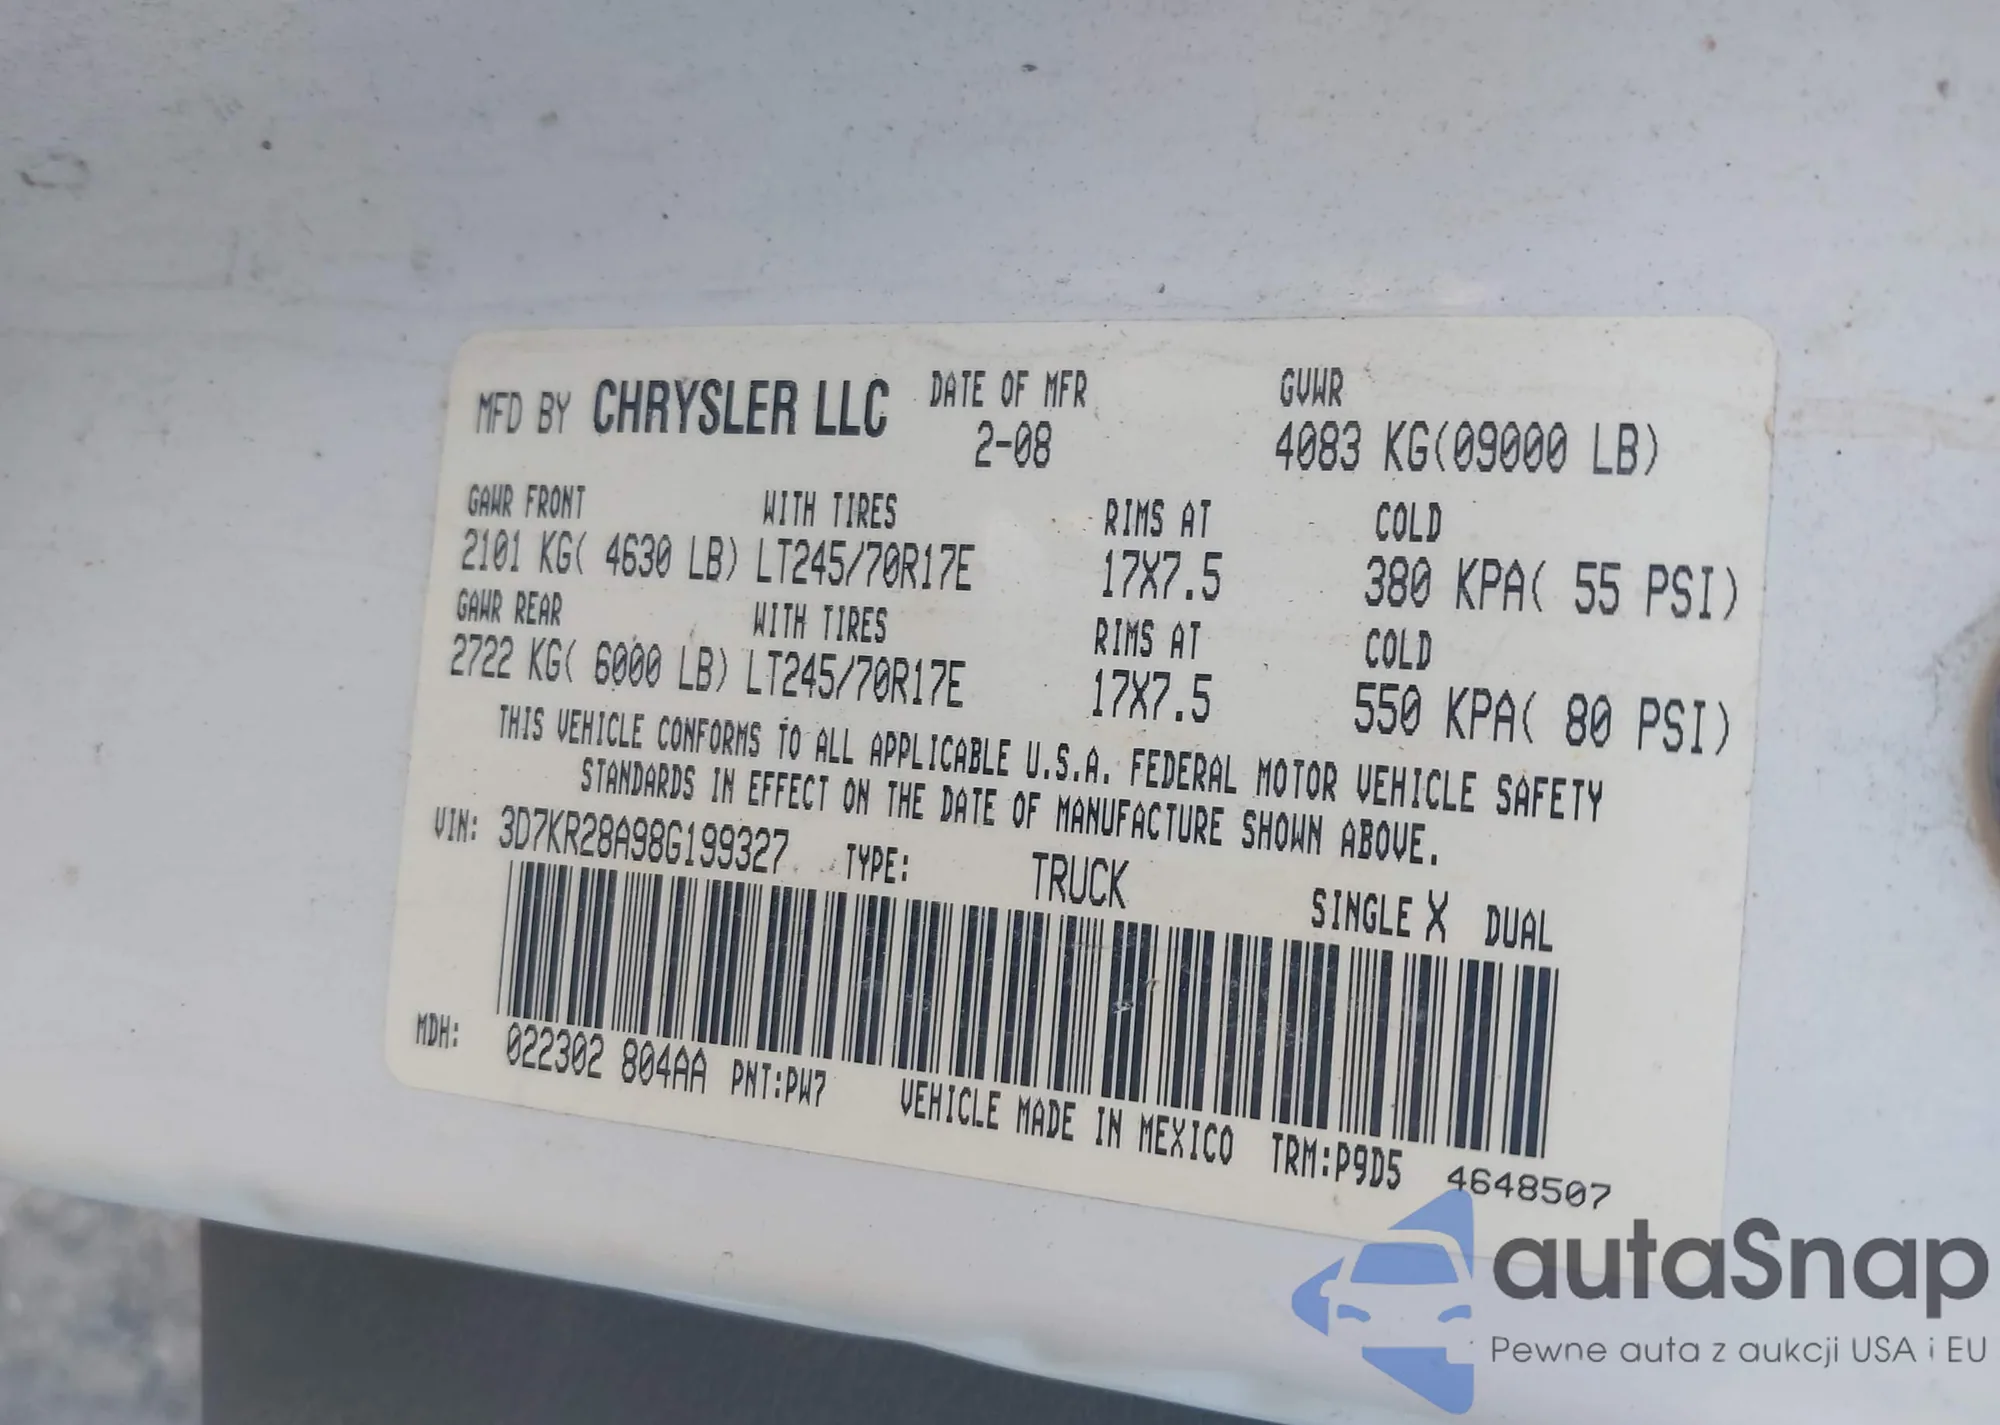 MFD BY CHRYSLER LLC DATE OF MFR GVWR
2-08 4083 KG(09000 LB)
GAWR FRONT WITH TIRES RIMS AT COLD
2101 KG( 4630 LB) LT245/70R17E 17X7.5 380 KPA( 55 PSI)
GAWR REAR WITH TIRES RIMS AT COLD
2722 KG( 6000 LB) LT245/70R17E 17X7.5 550 KPA( 80 PSI)
THIS VEHICLE CONFORMS TO ALL APPLICABLE U.S.A. FEDERAL MOTOR VEHICLE SAFETY
STANDARDS IN EFFECT ON THE DATE OF MANUFACTURE SHOWN ABOVE.
VIN: 3D7KR28A98G199327 TYPE: TRUCK SINGLE X DUAL
MDH: 022302 804AA PNT:PW7 VEHICLE MADE IN MEXICO TRM:P9D5 4648507
autaSnap
Pewne auta z aukcji USA i EU